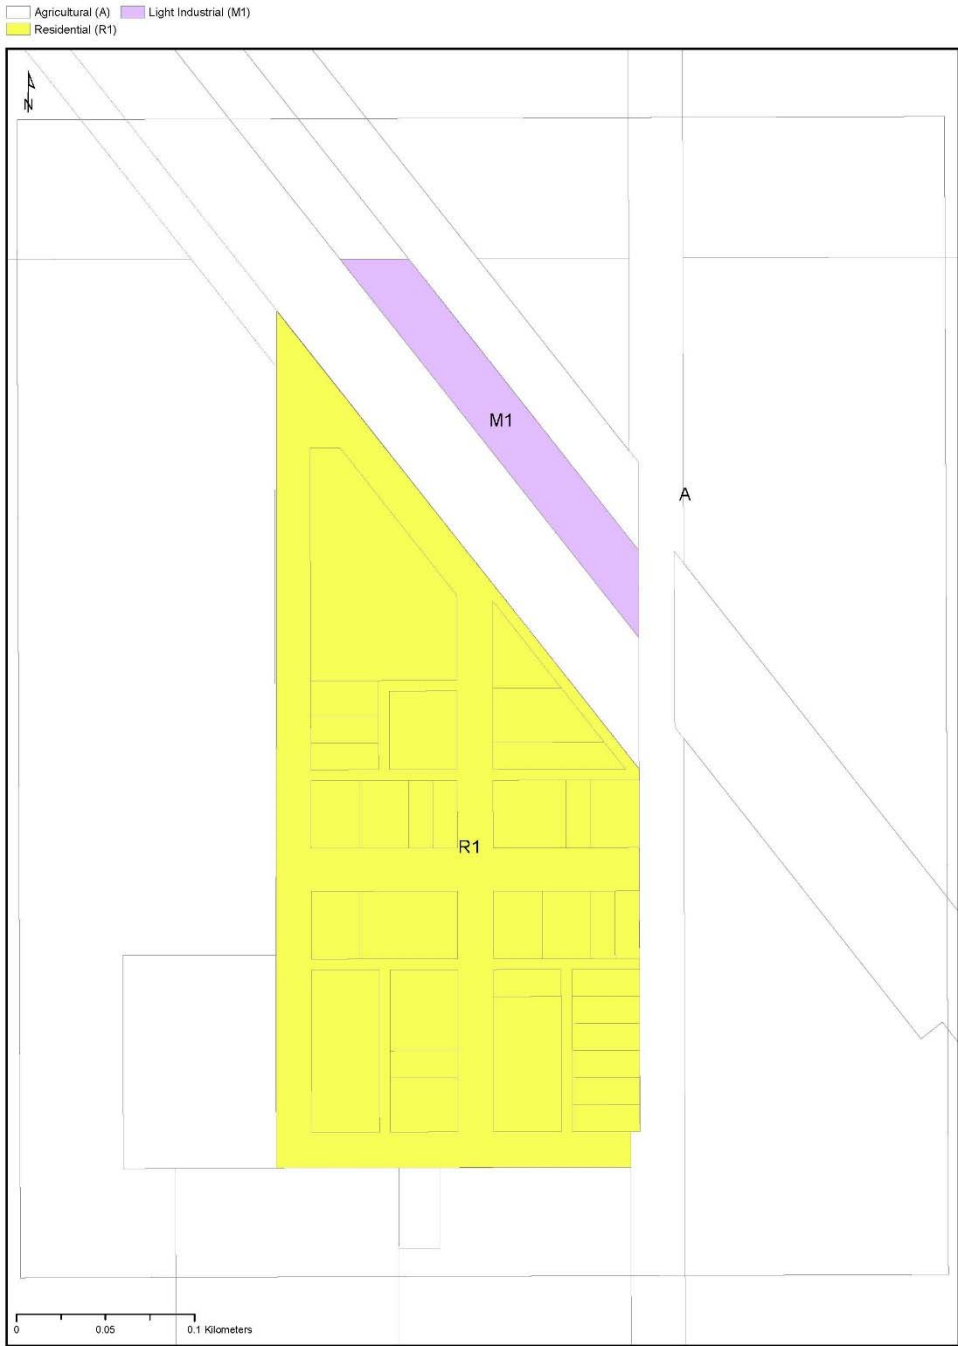 Agricultural (A) Light Industrial (M1)
Residential (R1)
N
M1
A
R1
0 0.05 0.1 Kilometers